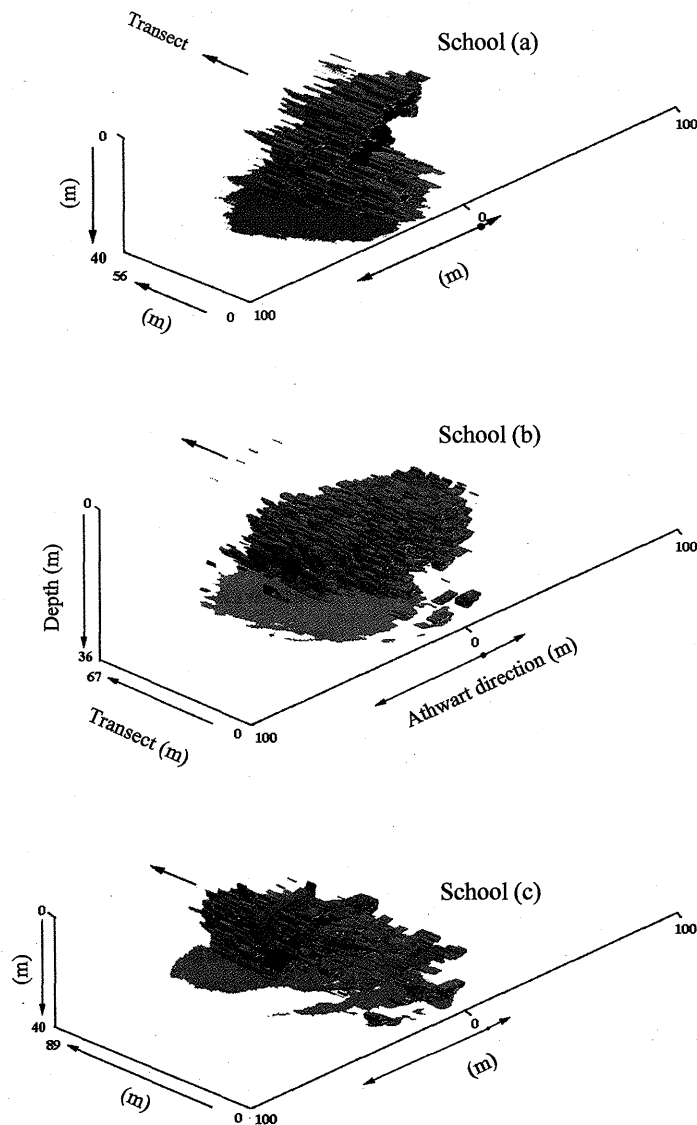 School (a)
Transect
100
0
(m)
0
40
56
(m)
(m)
0 100
School (b)
0
100
Depth (m)
0
36
67
Athwart direction (m)
Transect (m)
0 100
School (c)
0
100
(m)
0
40
89
(m)
(m)
0 100